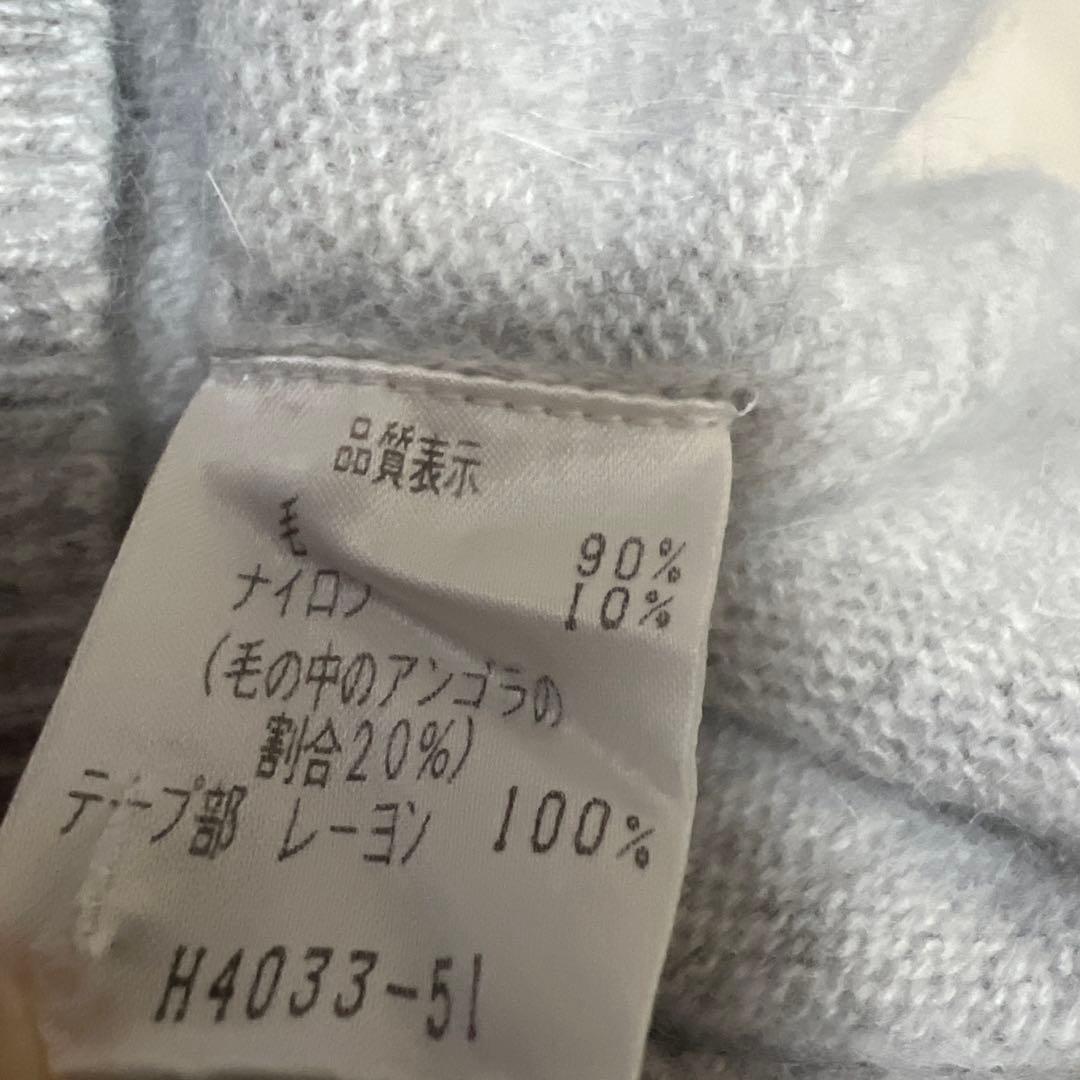 品質表示
毛 90%
ナイロン 10%
(毛の中のアンゴラの
割合20%)
テープ部 レーヨン 100%
H4033-51